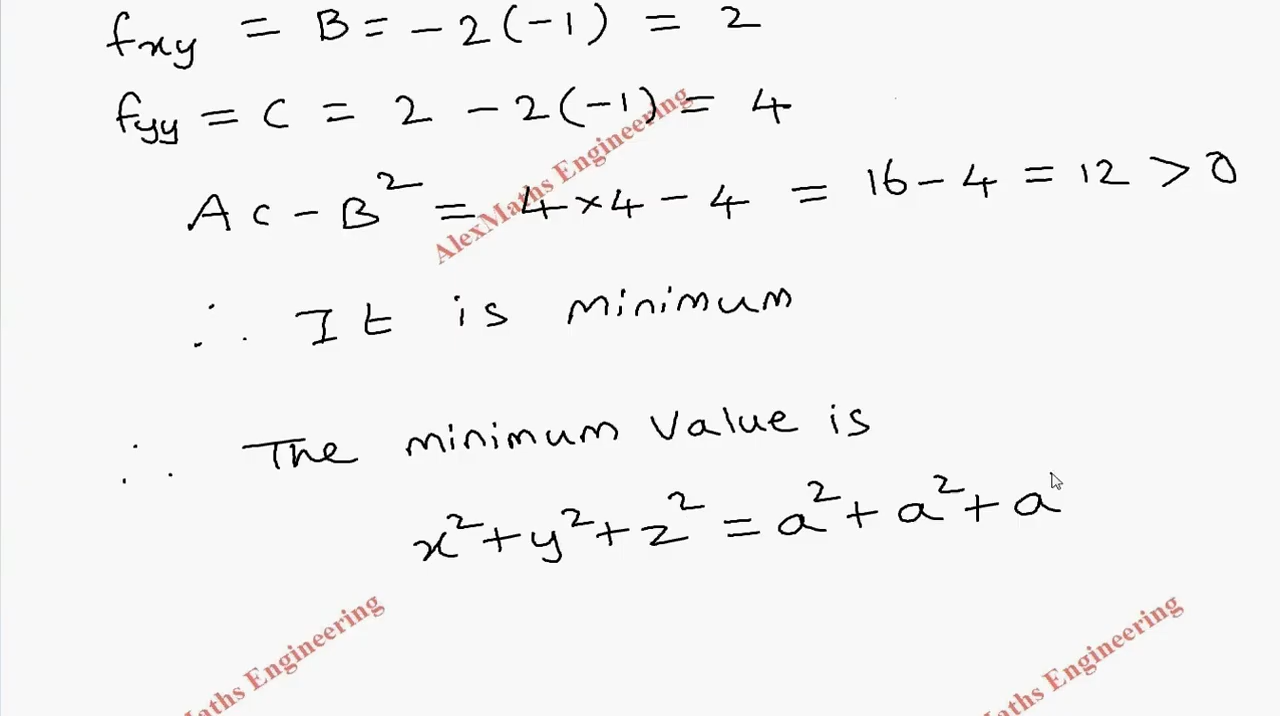 fxy = B = -2(-1) = 2
fyy = C = 2 - 2(-1) = 4
AlexMaths Engineering
AC - B² = 4×4 - 4 = 16 - 4 = 12 > 0
∴ It is minimum
∴ The minimum value is
x² + y² + z² = a² + a² + a
Maths Engineering
Maths Engineering